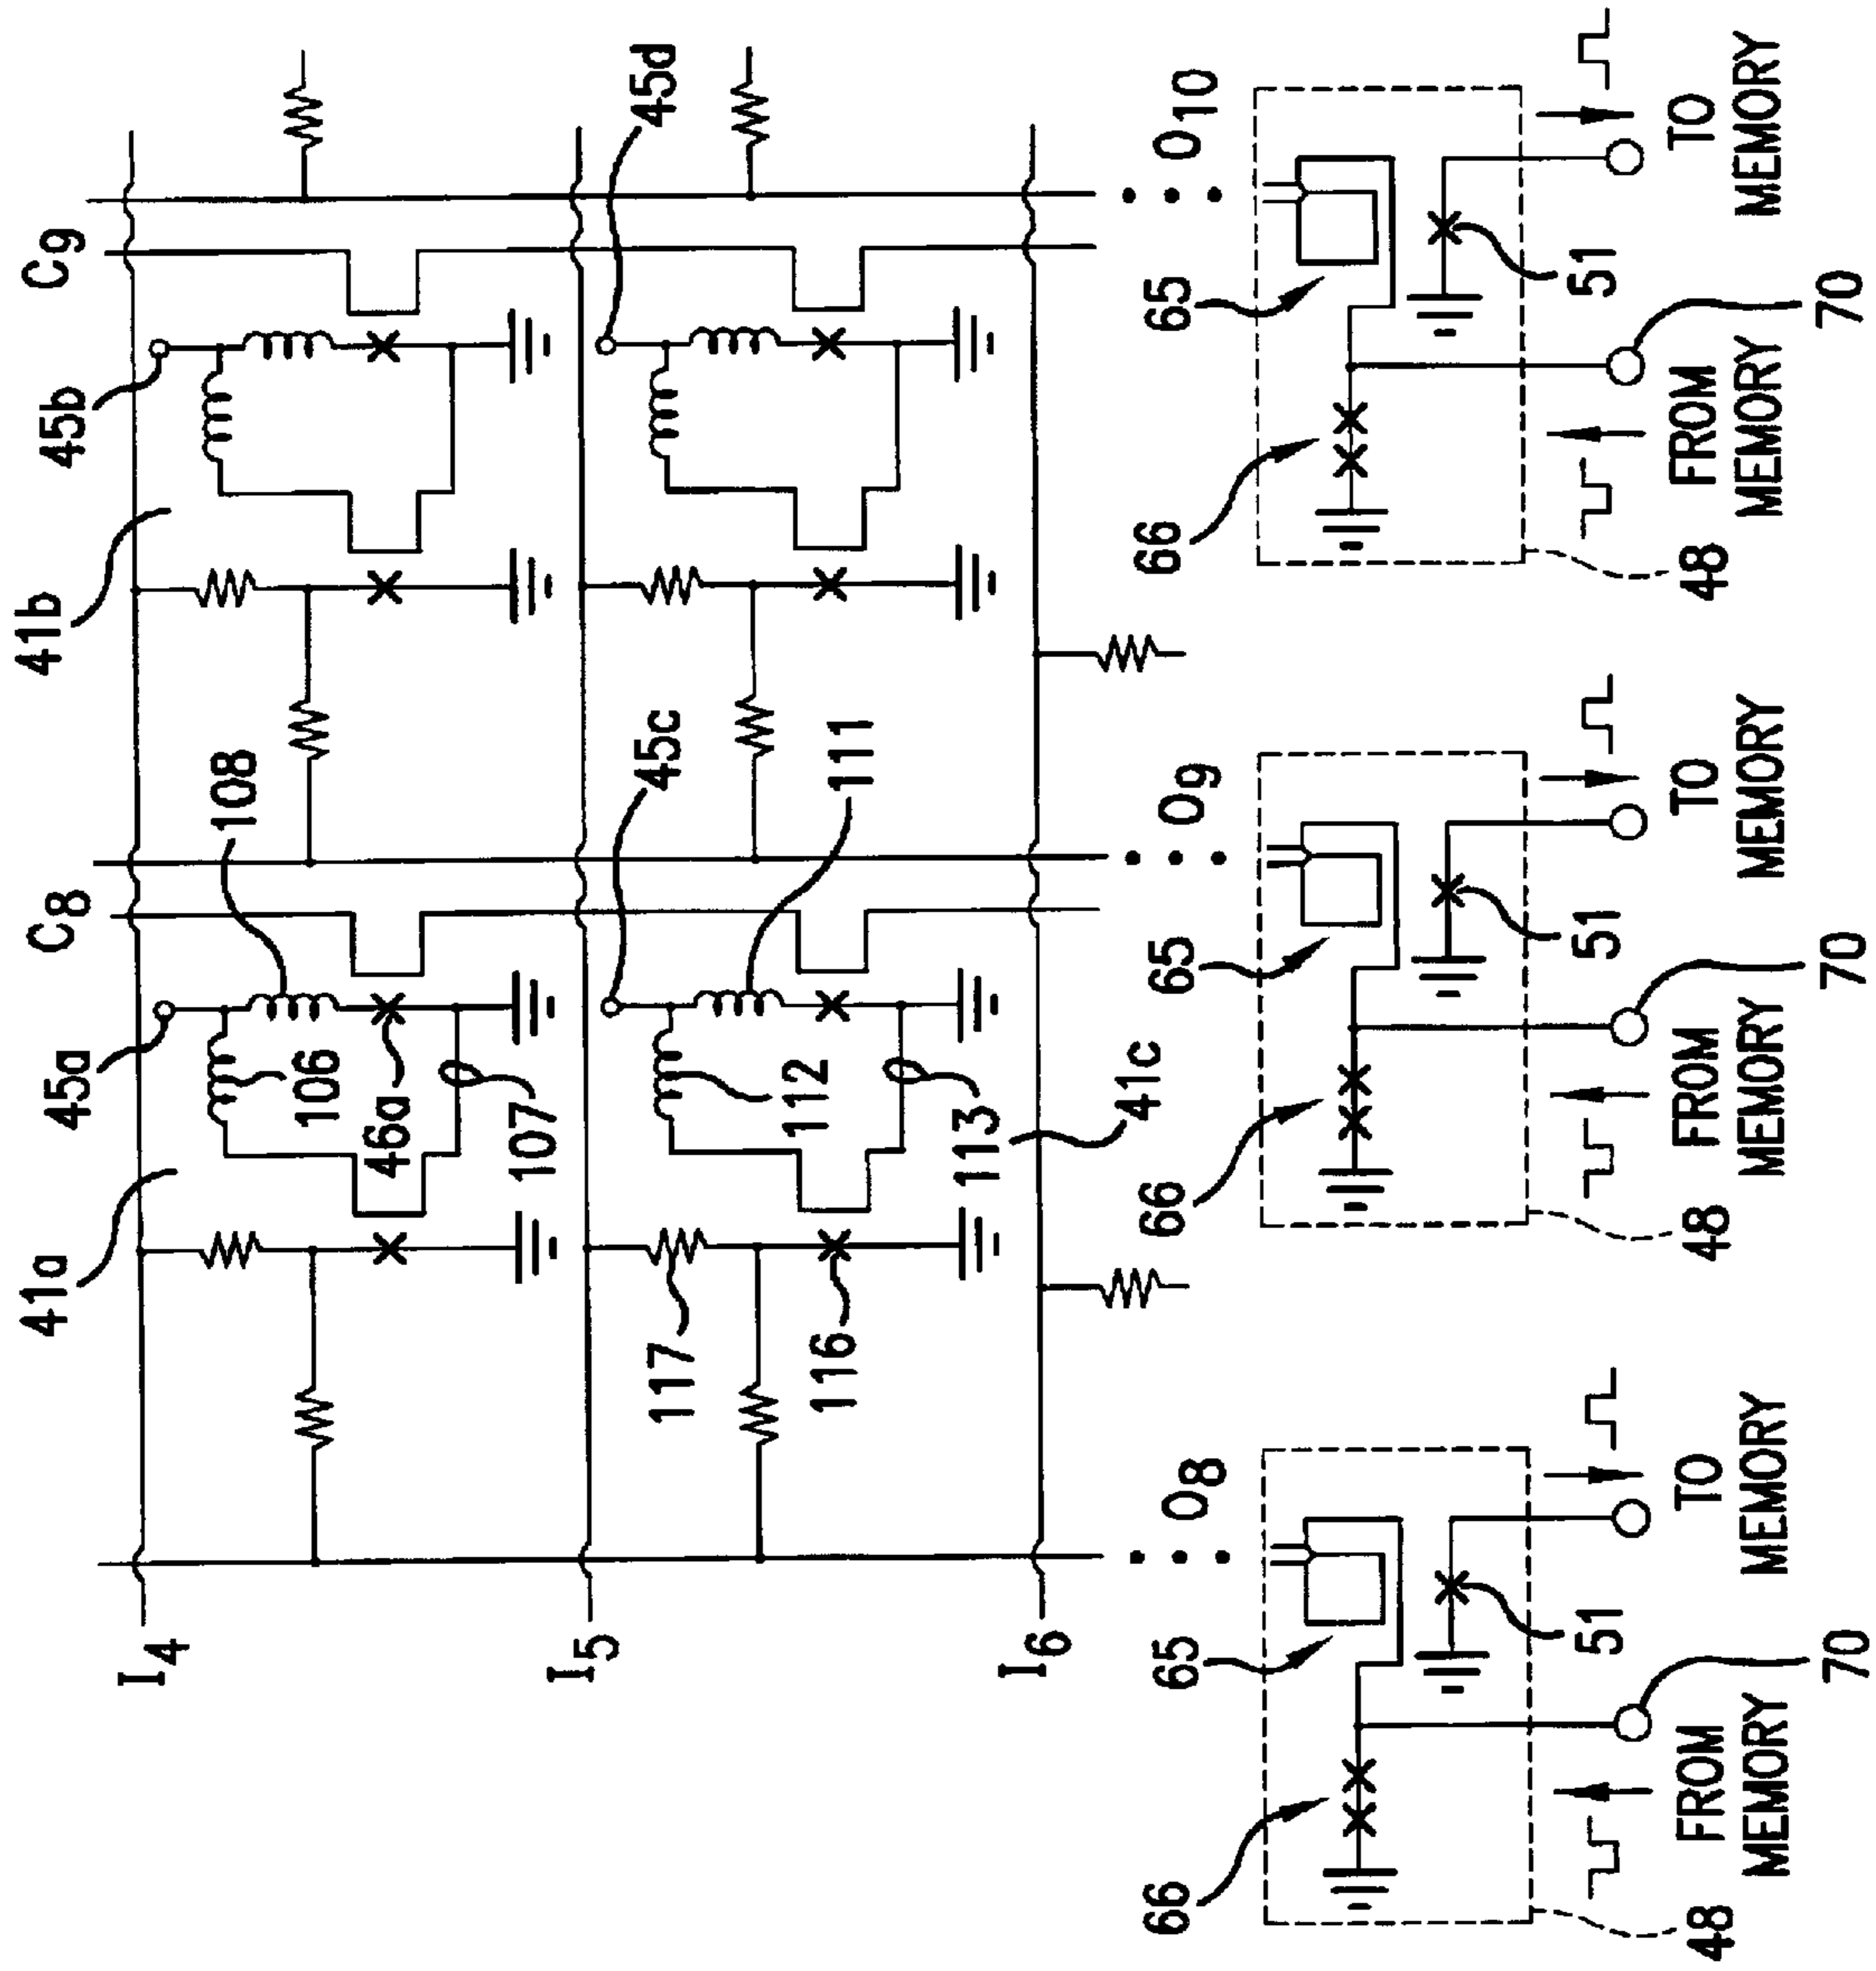 C9
C8
45b
45d
41b
108
45c
111
45a
106
46a
107
112
113
41c
41a
117
116
I4
I5
I6
O10
65
66
51
48
70
TO
MEMORY
FROM
MEMORY
O9
65
66
51
48
70
TO
MEMORY
FROM
MEMORY
O8
65
66
51
48
70
TO
MEMORY
FROM
MEMORY